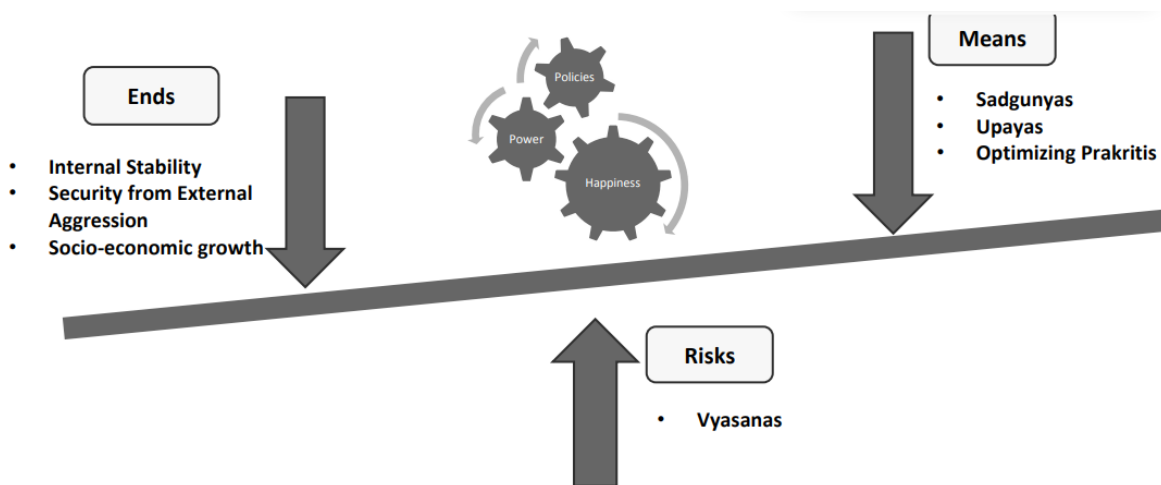 Ends
• Internal Stability
• Security from External
Aggression
• Socio-economic growth
Policies
Power
Happiness
Means
• Sadgunyas
• Upayas
• Optimizing Prakritis
Risks
• Vyasanas